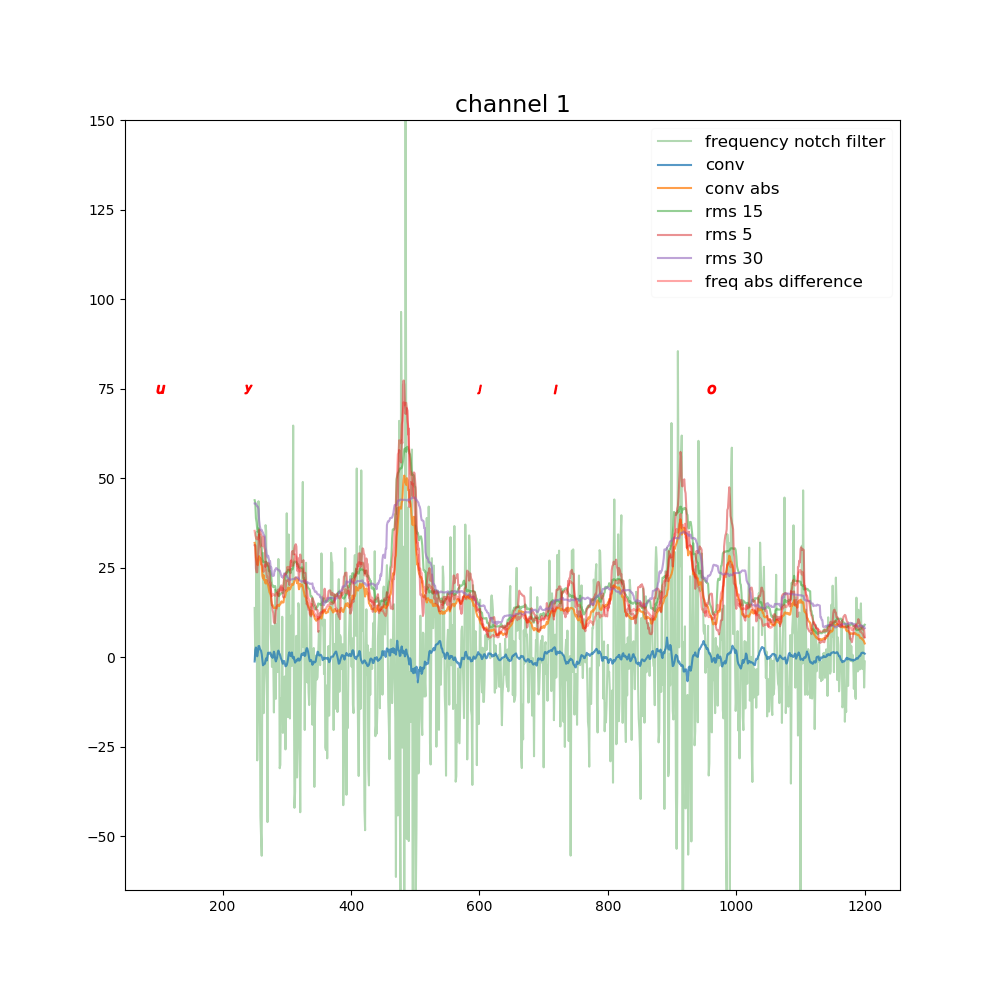 channel 1
150
125
100
75
50
25
0
−25
−50
frequency notch filter
conv
conv abs
rms 15
rms 5
rms 30
freq abs difference
u y j l o
200 400 600 800 1000 1200